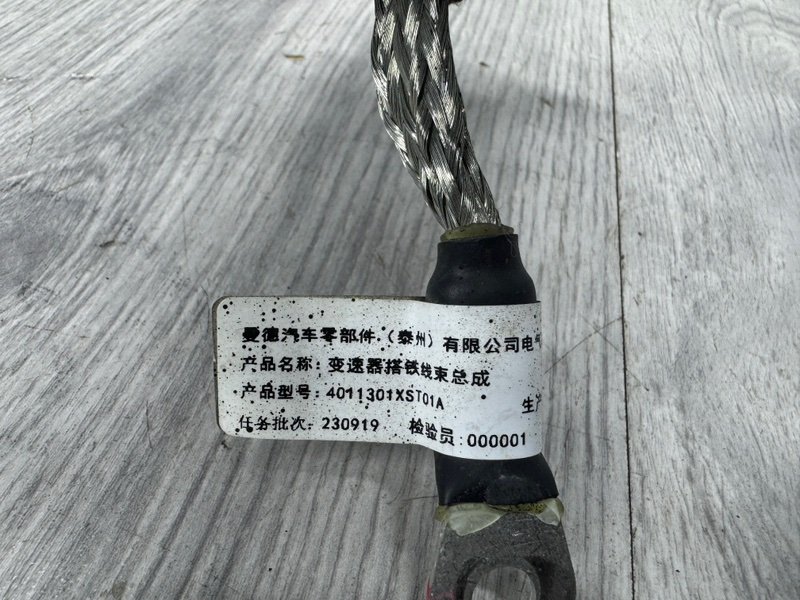 曼德汽车零部件（泰州）有限公司电气
产品名称：变速器搭铁线束总成
产品型号：4011301XST01A 生产
任务批次：230919 检验员：000001